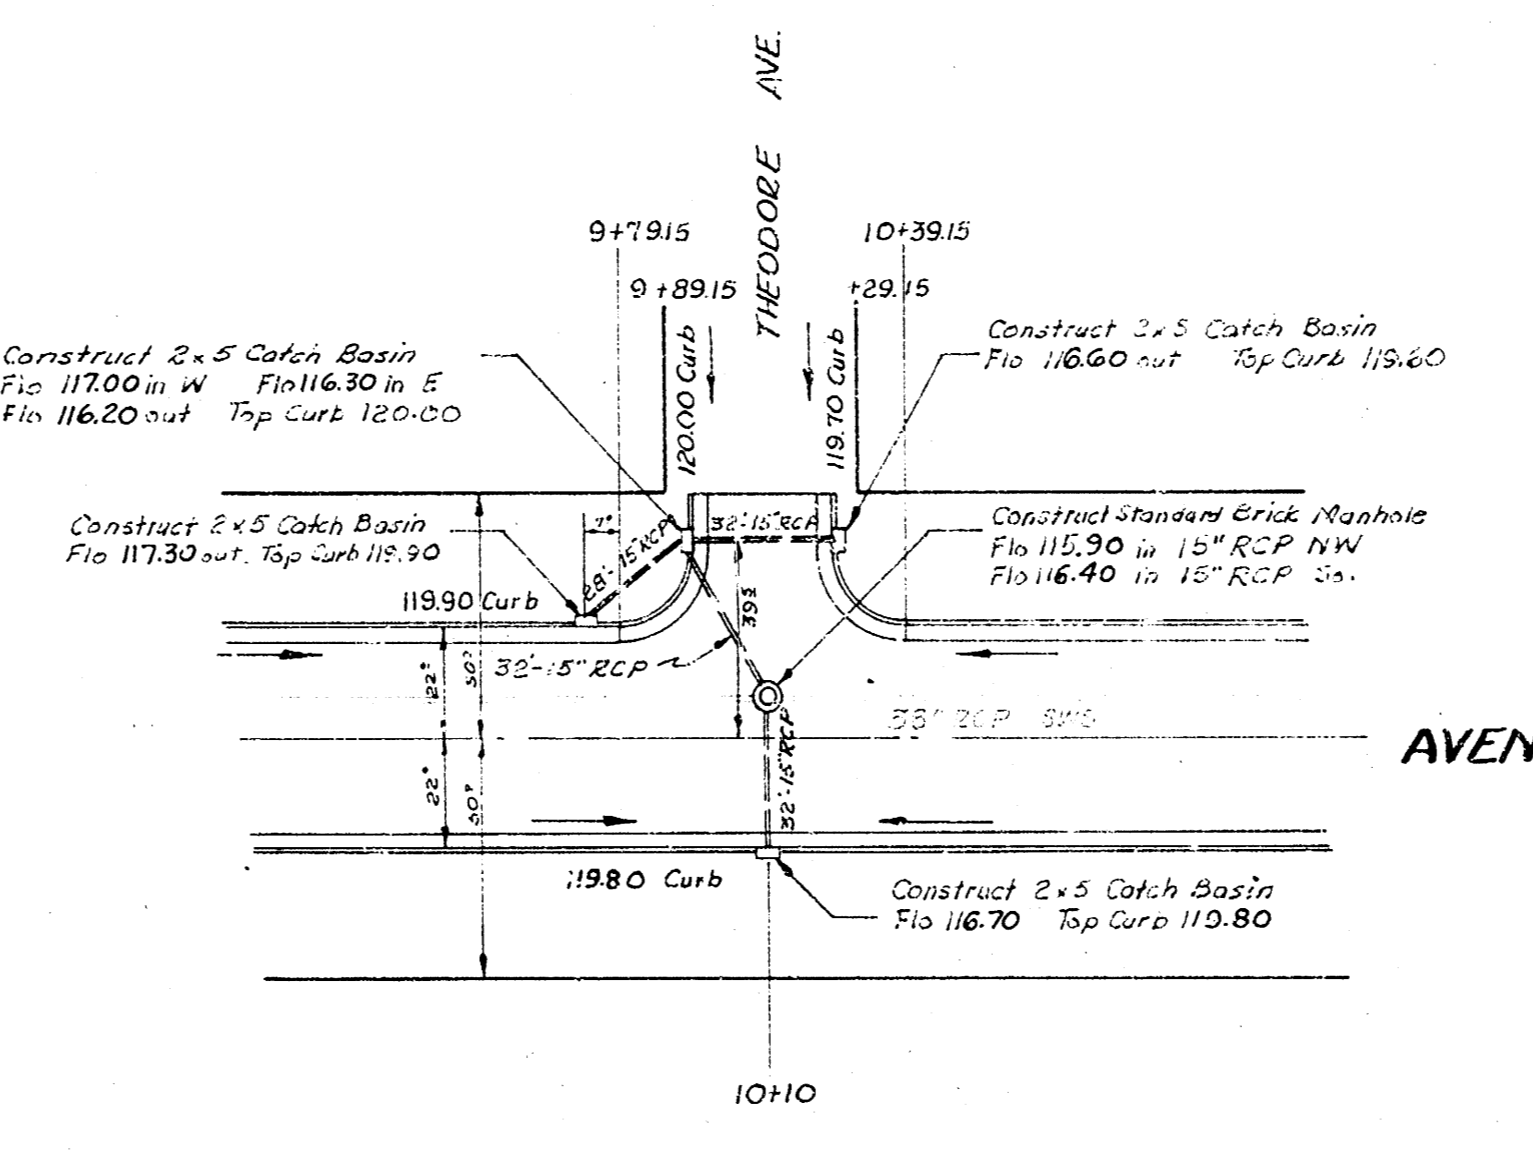 THEODORE AVE.
9+79.15
10+39.15
9+89.15
+29.15
120.00 Curb
119.70 Curb
Construct 2x5 Catch Basin
Flo 117.00 in W Flo 116.30 in E
Flo 116.20 out Top Curb 120.00
Construct 2x5 Catch Basin
Flo 116.60 out Top Curb
Construct 2x5 Catch Basin
Flo 117.30 out. Top Curb 119.90
7°
28'-15" RCP
32'-15" RCP
Construct Standard Brick Manhole
Flo 115.90 in 15" RCP NW
Flo 116.40 in 15" RCP So.
119.90 Curb
39⁵
32'-15" RCP
22°
50°
RCP
AVEN
22°
50°
32'-15" RCP
119.80 Curb
Construct 2x5 Catch Basin
Flo 116.70 Top Curb 119.80
10+10